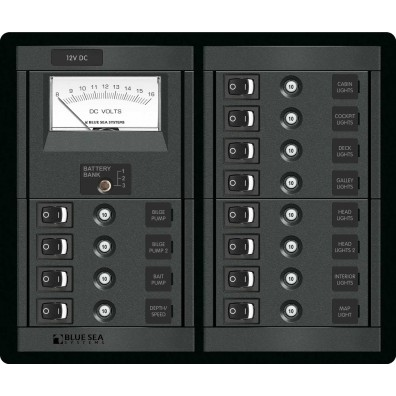 12V DC
8 9 10 11 12 13 14 15 16
DC VOLTS
BLUE SEA SYSTEMS
BATTERY
BANK
1
2
3
10
BILGE
PUMP
10
BILGE
PUMP 2
10
BAIT
PUMP
10
DEPTH/
SPEED
BLUE SEA
SYSTEMS
10
CABIN
LIGHTS
10
COCKPIT
LIGHTS
10
DECK
LIGHTS
10
GALLEY
LIGHTS
10
HEAD
LIGHTS
10
HEAD
LIGHTS 2
10
INTERIOR
LIGHTS
10
MAP
LIGHT